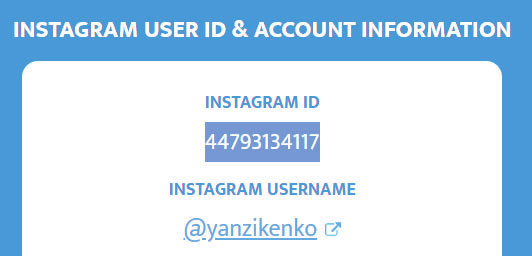 INSTAGRAM USER ID & ACCOUNT INFORMATION
INSTAGRAM ID
44793134117
INSTAGRAM USERNAME
@yanzikenko